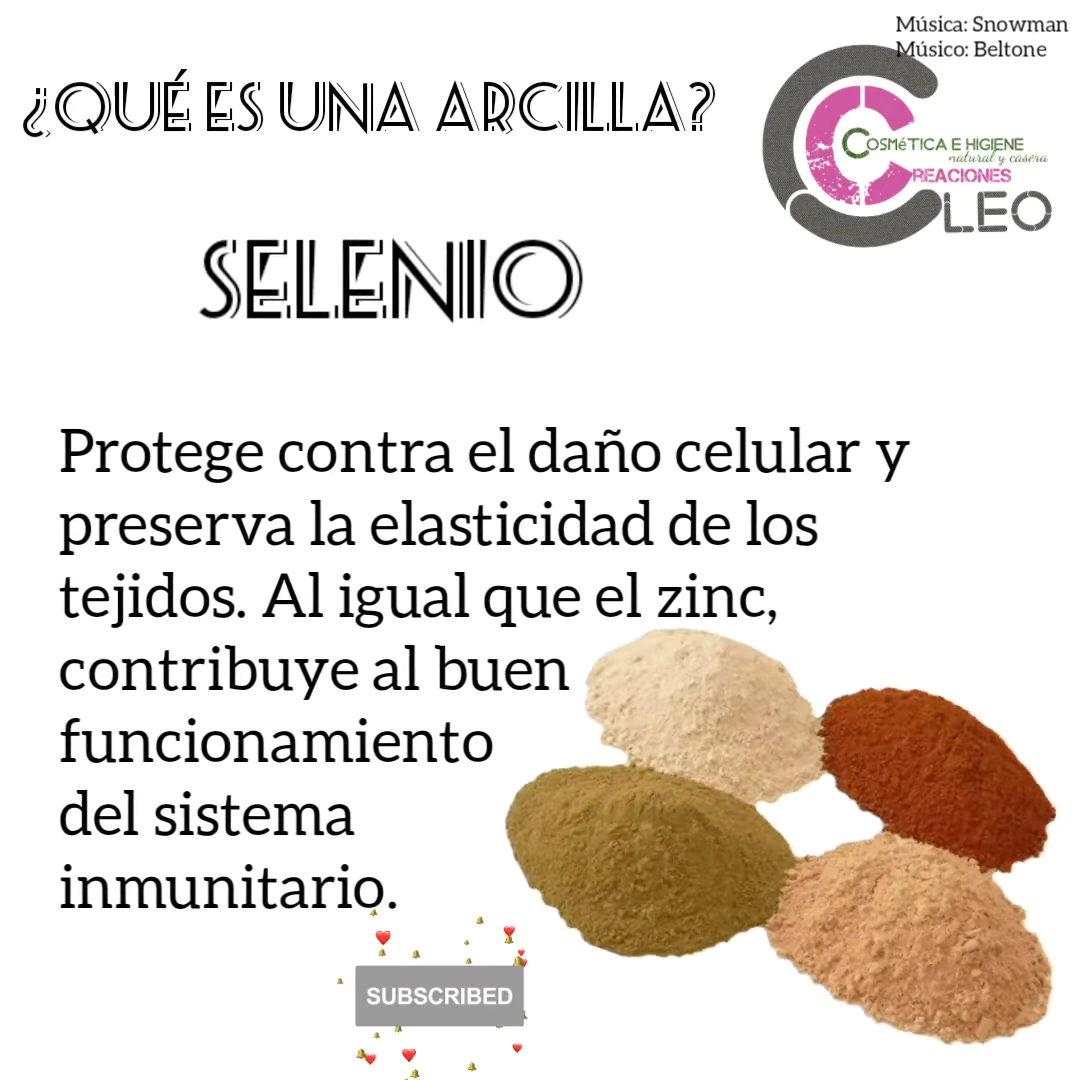 Música: Snowman
Músico: Beltone
¿QUÉ ES UNA ARCILLA?
COSMéTICA E HIGIENE
natural y casera
CREACIONES
CLEO
SELENIO
Protege contra el daño celular y
preserva la elasticidad de los
tejidos. Al igual que el zinc,
contribuye al buen
funcionamiento
del sistema
inmunitario.
SUBSCRIBED